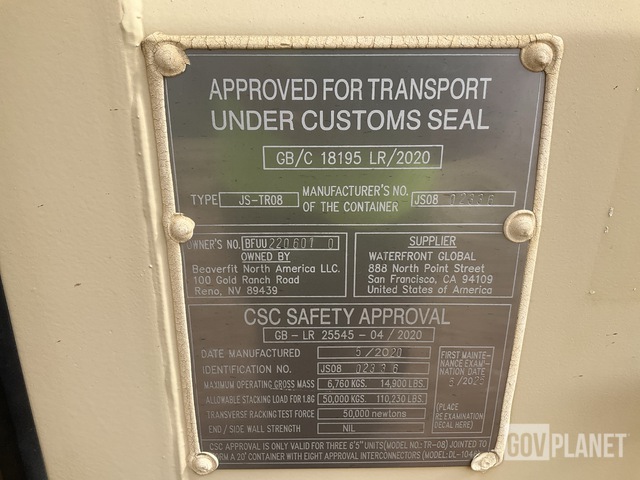 APPROVED FOR TRANSPORT
UNDER CUSTOMS SEAL
GB/C 18195 LR/2020
TYPE JS-TR08 MANUFACTURER'S NO. OF THE CONTAINER JS08 02336
OWNER'S NO. BFUU 220601 0
OWNED BY
Beaverfit North America LLC.
100 Gold Ranch Road
Reno, NV 89439
SUPPLIER
WATERFRONT GLOBAL
888 North Point Street
San Francisco, CA 94109
United States of America
CSC SAFETY APPROVAL
GB-LR 25545-04/2020
DATE MANUFACTURED 5/2020
IDENTIFICATION NO. JS08 02336
MAXIMUM OPERATING GROSS MASS 6,760 KGS. 14,900 LBS.
ALLOWABLE STACKING LOAD FOR 1.8G 50,000 KGS. 110,230 LBS.
TRANSVERSE RACKING TEST FORCE 50,000 newtons
END / SIDE WALL STRENGTH NIL
FIRST MAINTE-
NANCE EXAMI-
NATION DATE
5/2025
(PLACE
RE EXAMINATION
DECAL HERE)
CSC APPROVAL IS ONLY VALID FOR THREE 6'5" UNITS (MODEL NO.: TR-08) JOINTED TO
FORM A 20' CONTAINER WITH EIGHT APPROVAL INTERCONNECTORS (MODEL:
GOVPLANET